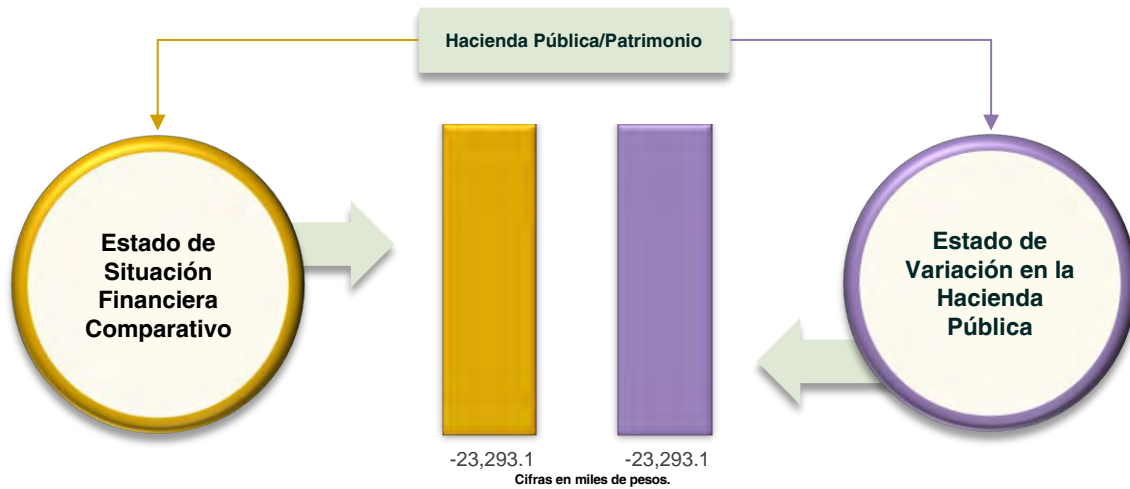 Hacienda Pública/Patrimonio
Estado de
Situación
Financiera
Comparativo
Estado de
Variación en la
Hacienda
Pública
-23,293.1
-23,293.1
Cifras en miles de pesos.